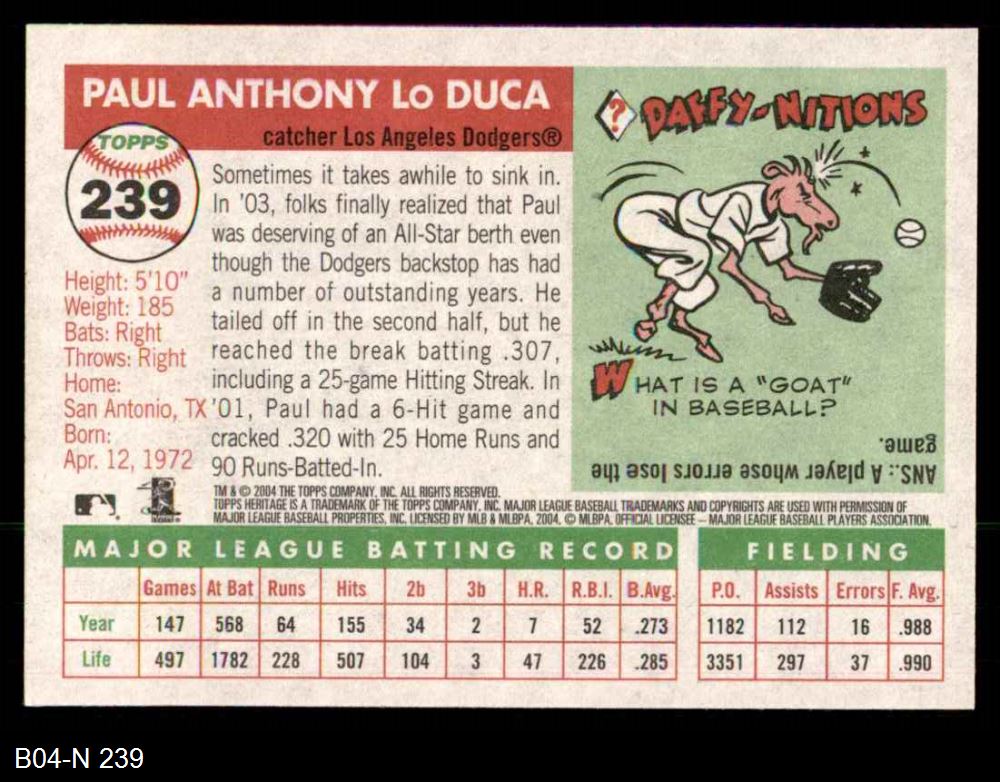 PAUL ANTHONY Lo DUCA
catcher Los Angeles Dodgers®
TOPPS
239
Height: 5'10"
Weight: 185
Bats: Right
Throws: Right
Home:
San Antonio, TX
Born:
Apr. 12, 1972
Sometimes it takes awhile to sink in.
In '03, folks finally realized that Paul
was deserving of an All-Star berth even
though the Dodgers backstop has had
a number of outstanding years. He
tailed off in the second half, but he
reached the break batting .307,
including a 25-game Hitting Streak. In
'01, Paul had a 6-Hit game and
cracked .320 with 25 Home Runs and
90 Runs-Batted-In.
? DAFFY-NITIONS
WHAT IS A "GOAT"
IN BASEBALL?
ANS.: A player whose errors lose the
game.
TM & © 2004 THE TOPPS COMPANY, INC. ALL RIGHTS RESERVED.
TOPPS HERITAGE IS A TRADEMARK OF THE TOPPS COMPANY, INC. MAJOR LEAGUE BASEBALL TRADEMARKS AND COPYRIGHTS ARE USED WITH PERMISSION OF
MAJOR LEAGUE BASEBALL PROPERTIES, INC. LICENSED BY MLB & MLBPA, 2004. © MLBPA. OFFICIAL LICENSEE – MAJOR LEAGUE BASEBALL PLAYERS ASSOCIATION.
MAJOR LEAGUE BATTING RECORD FIELDING
Games At Bat Runs Hits 2b 3b H.R. R.B.I. B.Avg. P.O. Assists Errors F. Avg.
Year 147 568 64 155 34 2 7 52 .273 1182 112 16 .988
Life 497 1782 228 507 104 3 47 226 .285 3351 297 37 .990
B04-N 239